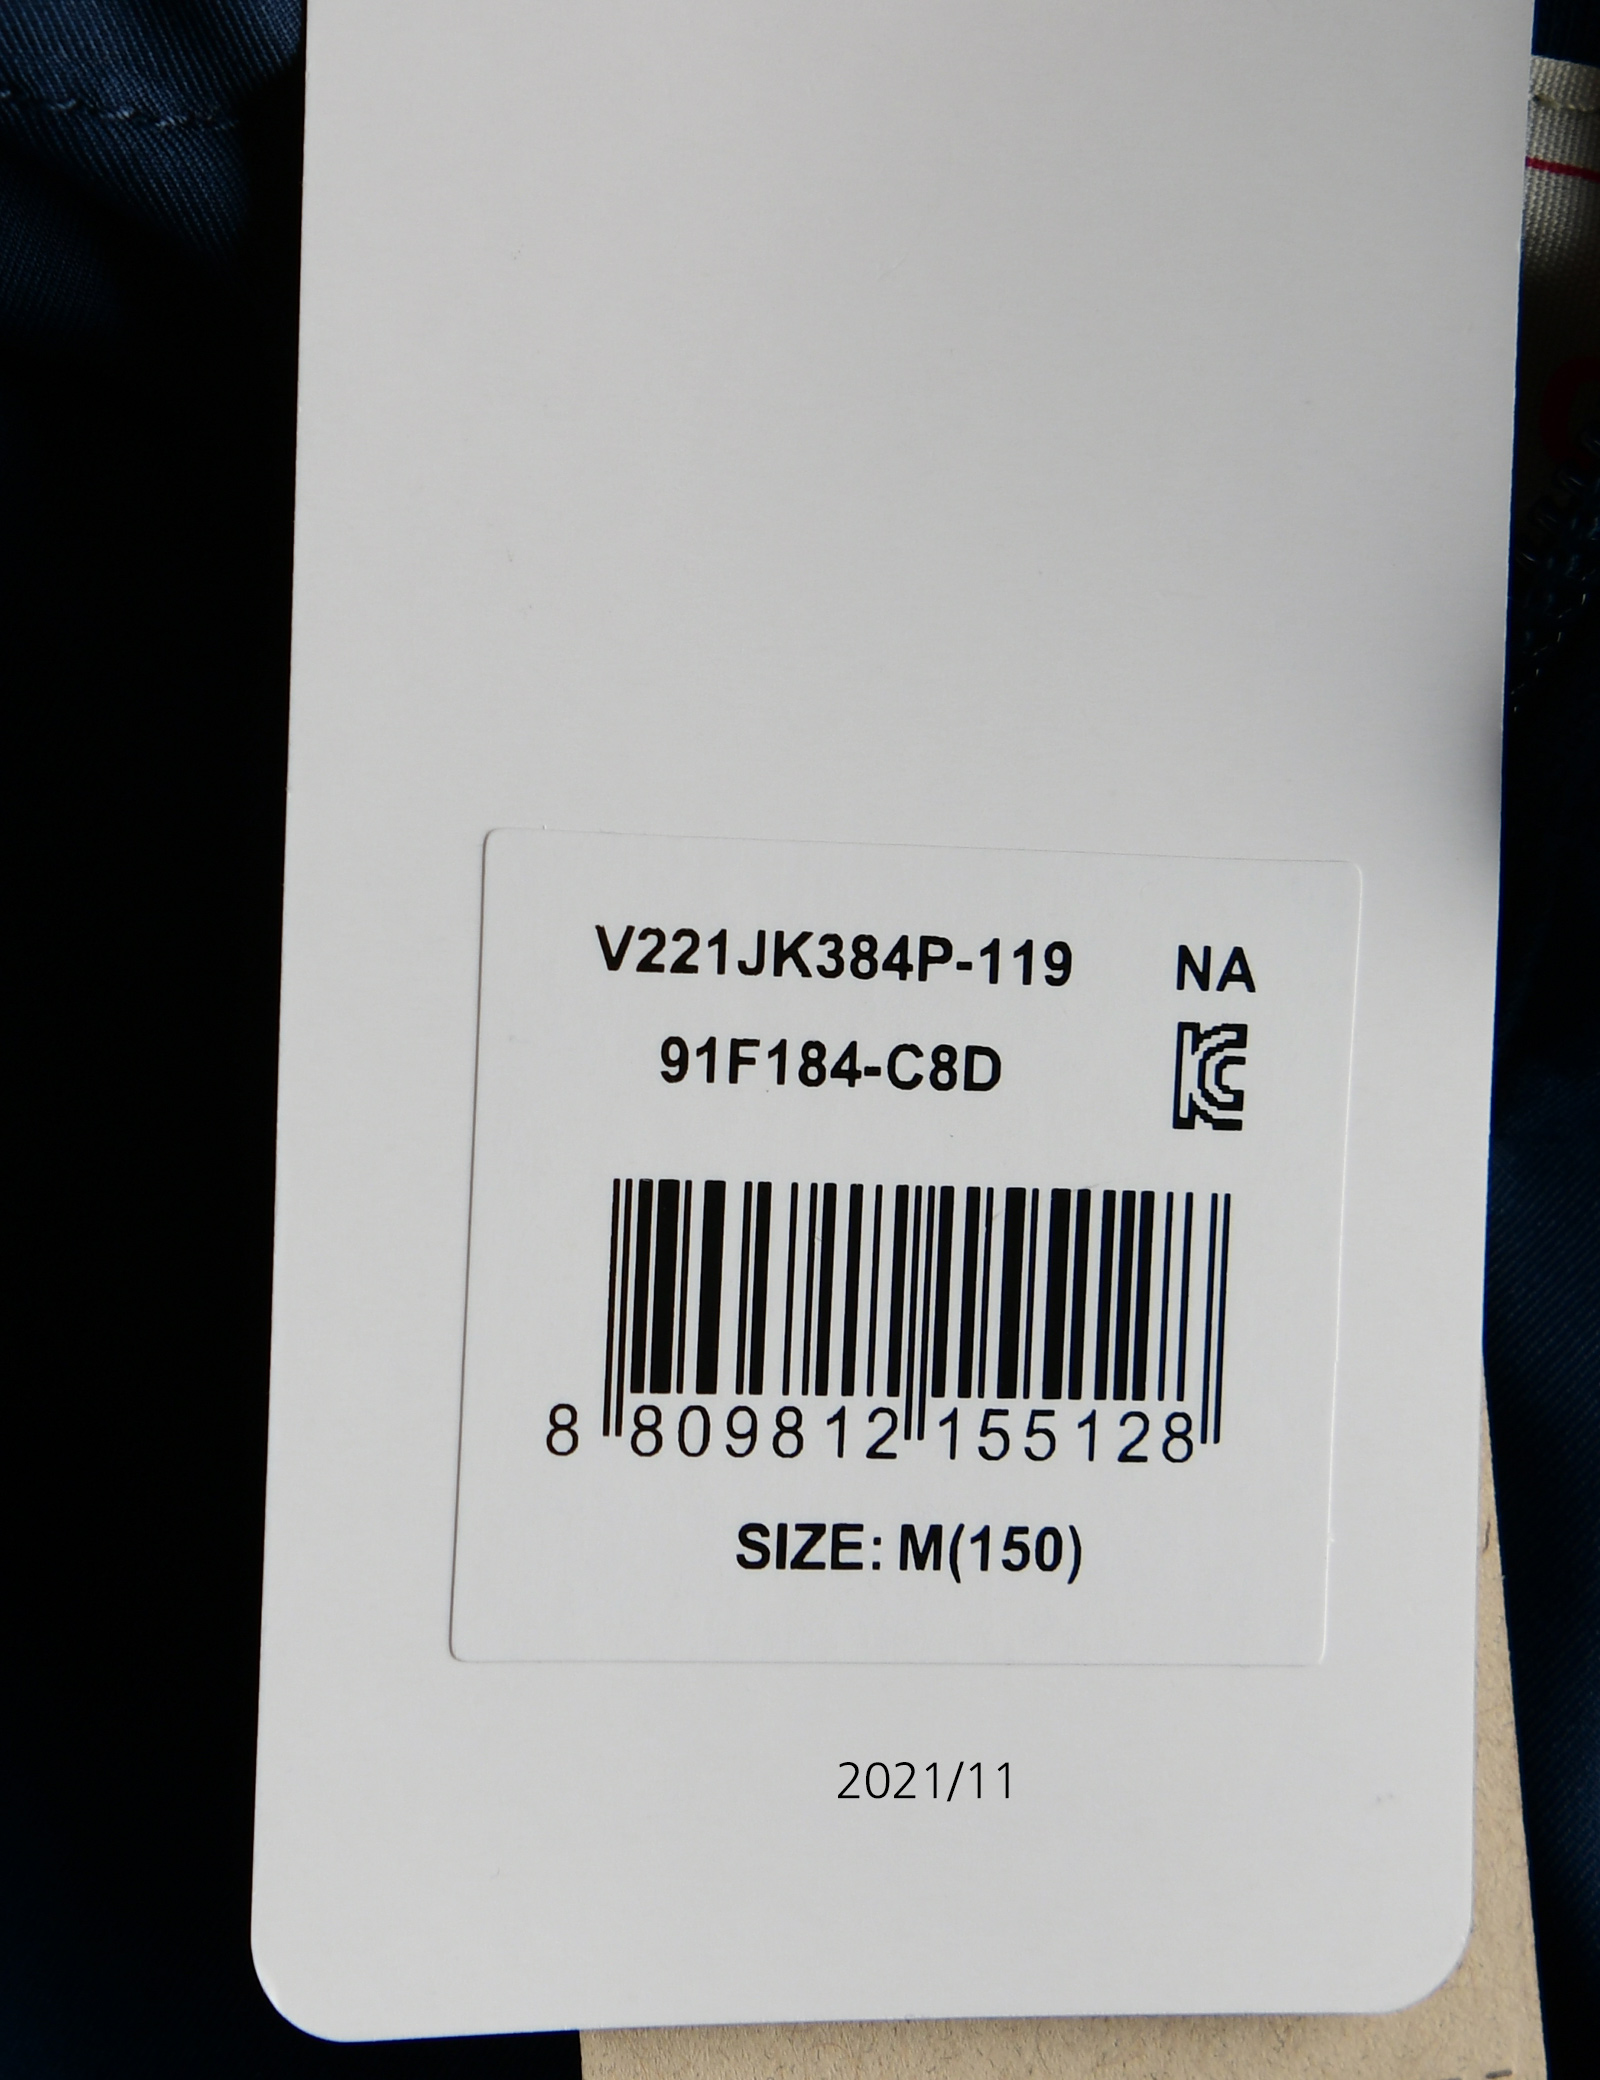 V221JK384P-119 NA
91F184-C8D
8 809812 155128
SIZE: M(150)
2021/11